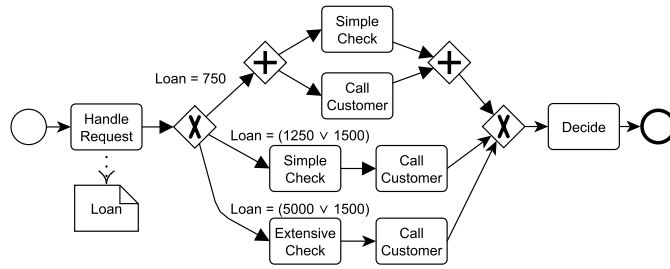 Simple
Check
Loan = 750
Call
Customer
Handle
Request
Loan = (1250 ∨ 1500)
Simple
Check
Call
Customer
Decide
Loan
Loan = (5000 ∨ 1500)
Extensive
Check
Call
Customer